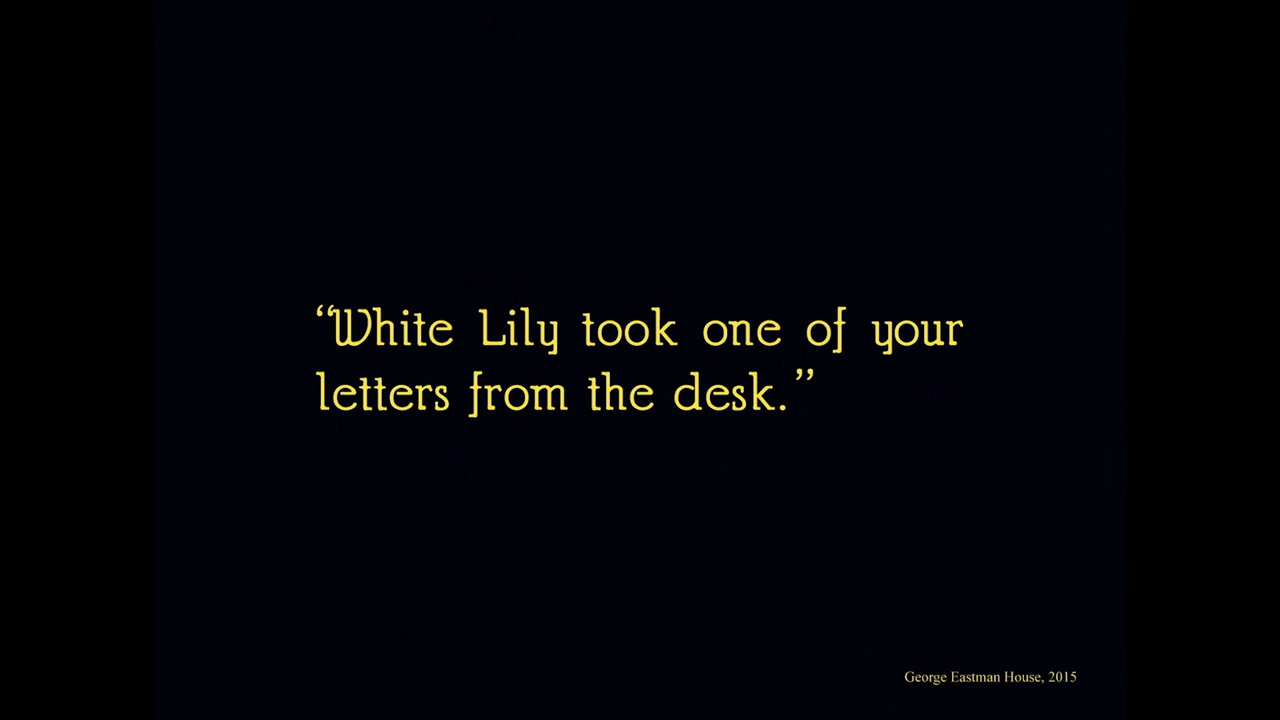 “White Lily took one of your
letters from the desk.”
George Eastman House, 2015